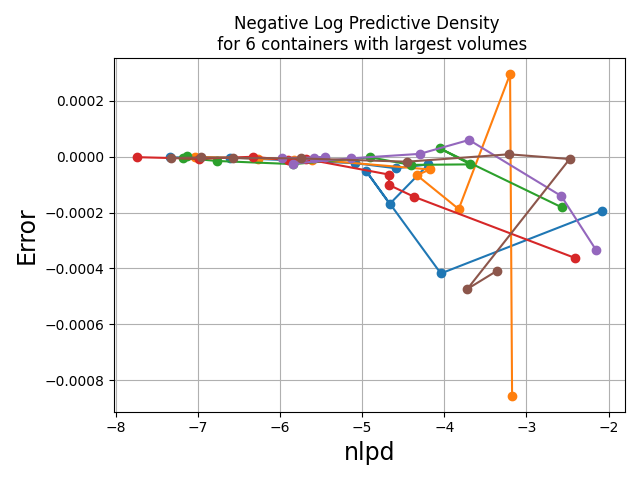 Negative Log Predictive Density
for 6 containers with largest volumes
0.0002
0.0000
−0.0002
−0.0004
−0.0006
−0.0008
Error
−8 −7 −6 −5 −4 −3 −2
nlpd